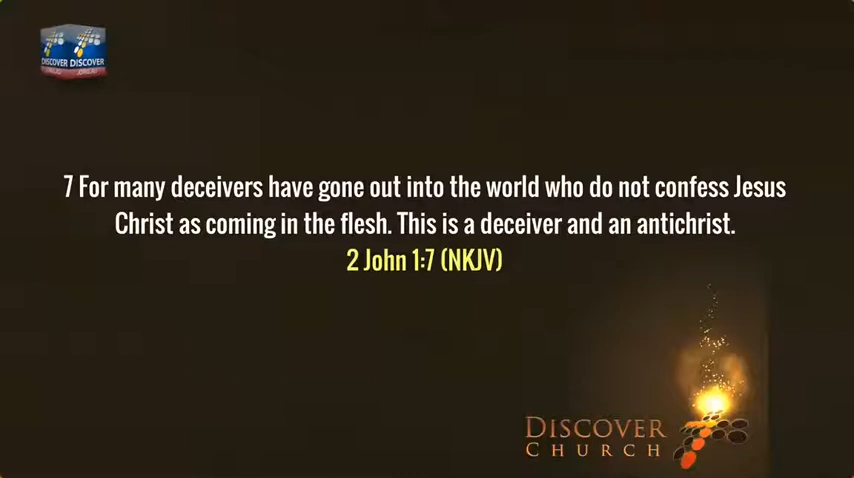 DISCOVER DISCOVER
7 For many deceivers have gone out into the world who do not confess Jesus
Christ as coming in the flesh. This is a deceiver and an antichrist.
2 John 1:7 (NKJV)
DISCOVER
CHURCH